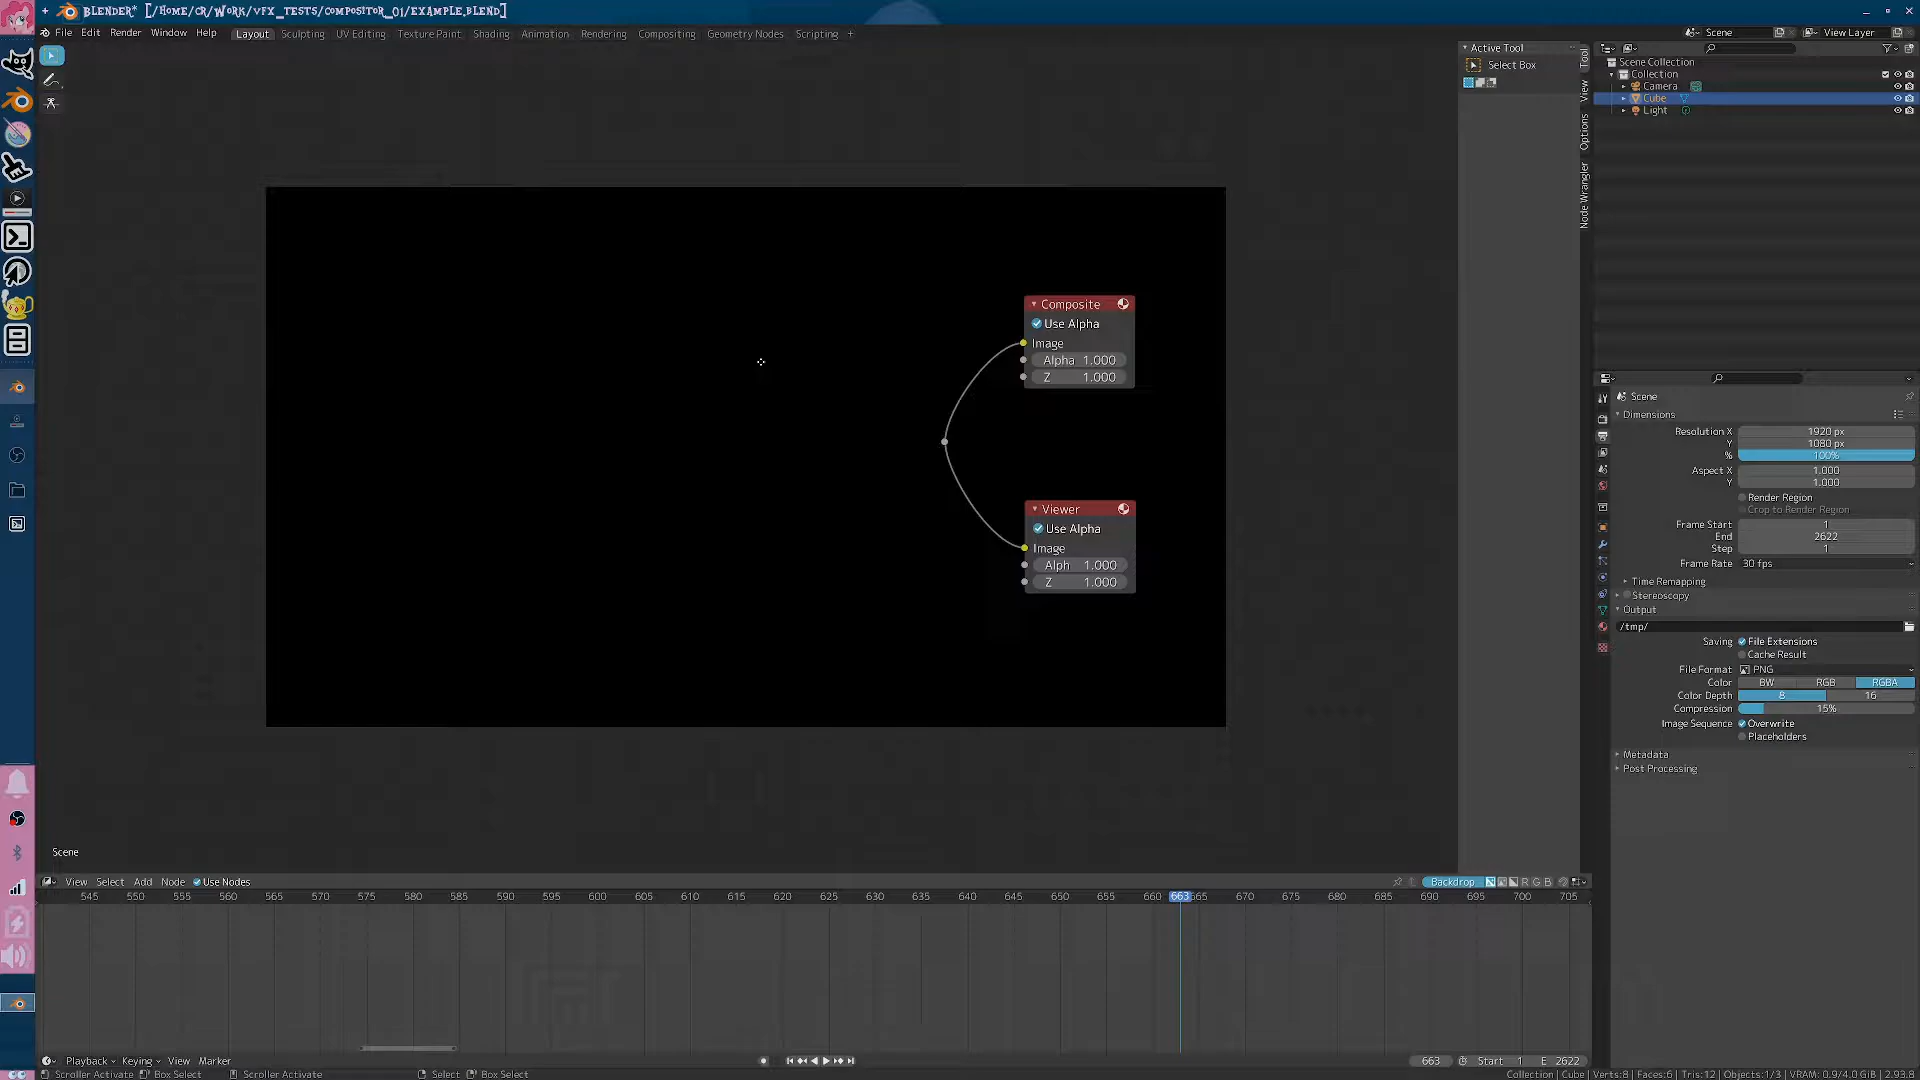 BLENDER* [/HOME/CR/WORK/VFX_TESTS/COMPOSITOR_01/EXAMPLE.BLEND]
File Edit Render Window Help
Layout Sculpting UV Editing Texture Paint Shading Animation Rendering Compositing Geometry Nodes Scripting +
Scene
View Layer
Active Tool
Select Box
Tool
View
Options
Node Wrangler
Scene Collection
Collection
Camera
Cube
Light
Composite
Use Alpha
Image
Alpha 1.000
Z 1.000
Viewer
Use Alpha
Image
Alph 1.000
Z 1.000
Scene
Dimensions
Resolution X 1920 px
Y 1080 px
% 100%
Aspect X 1.000
Y 1.000
Render Region
Crop to Render Region
Frame Start 1
End 2622
Step 1
Frame Rate 30 fps
Time Remapping
Stereoscopy
Output
/tmp/
Saving File Extensions
Cache Result
File Format PNG
Color BW RGB RGBA
Color Depth 8 16
Compression 15%
Image Sequence Overwrite
Placeholders
Metadata
Post Processing
Scene
View Select Add Node Use Nodes
Backdrop R G B
545 550 555 560 565 570 575 580 585 590 595 600 605 610 615 620 625 630 635 640 645 650 655 660 663 665 670 675 680 685 690 695 700 705
Playback Keying View Marker
663 Start 1 E 2622
Scroller Activate Box Select Scroller Activate Select Box Select
Collection | Cube | Verts:8 | Faces:6 | Tris:12 | Objects:1/3 | VRAM: 0.9/4.0 GiB | 2.93.8